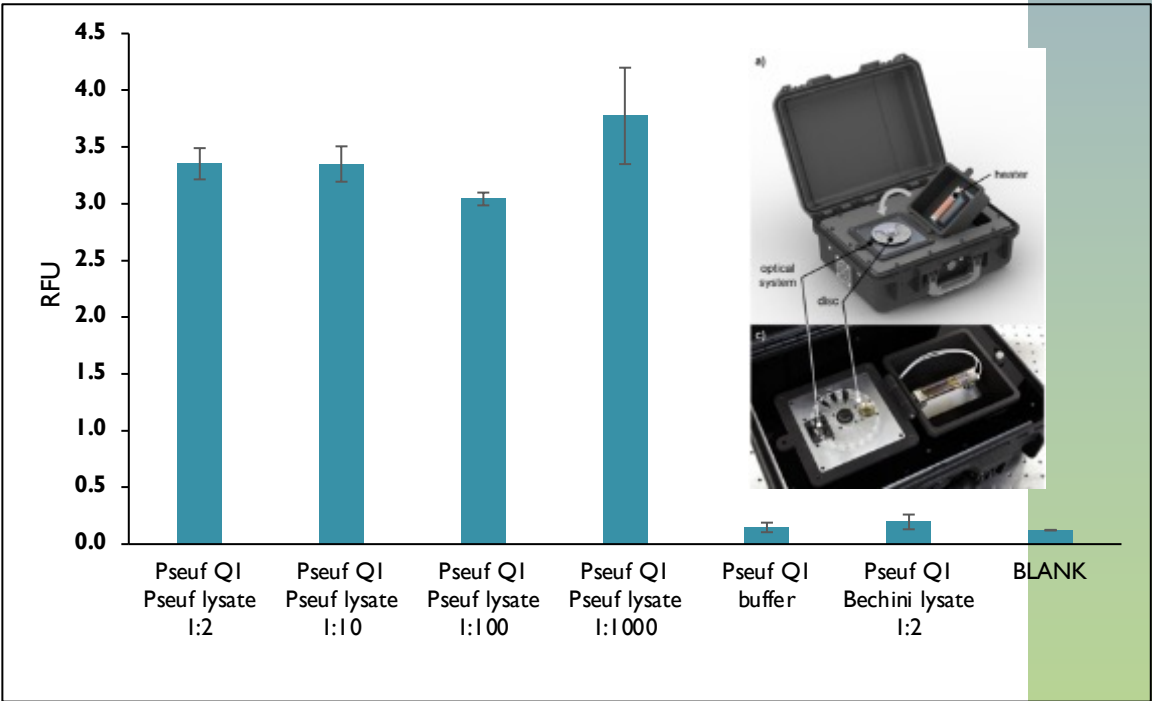 4.5
4.0
3.5
3.0
2.5
2.0
1.5
1.0
0.5
0.0
RFU
Pseuf Q1
Pseuf lysate
1:2
Pseuf Q1
Pseuf lysate
1:10
Pseuf Q1
Pseuf lysate
1:100
Pseuf Q1
Pseuf lysate
1:1000
Pseuf Q1
buffer
Pseuf Q1
Bechini lysate
1:2
BLANK
a)
heater
optical
system
disc
c)